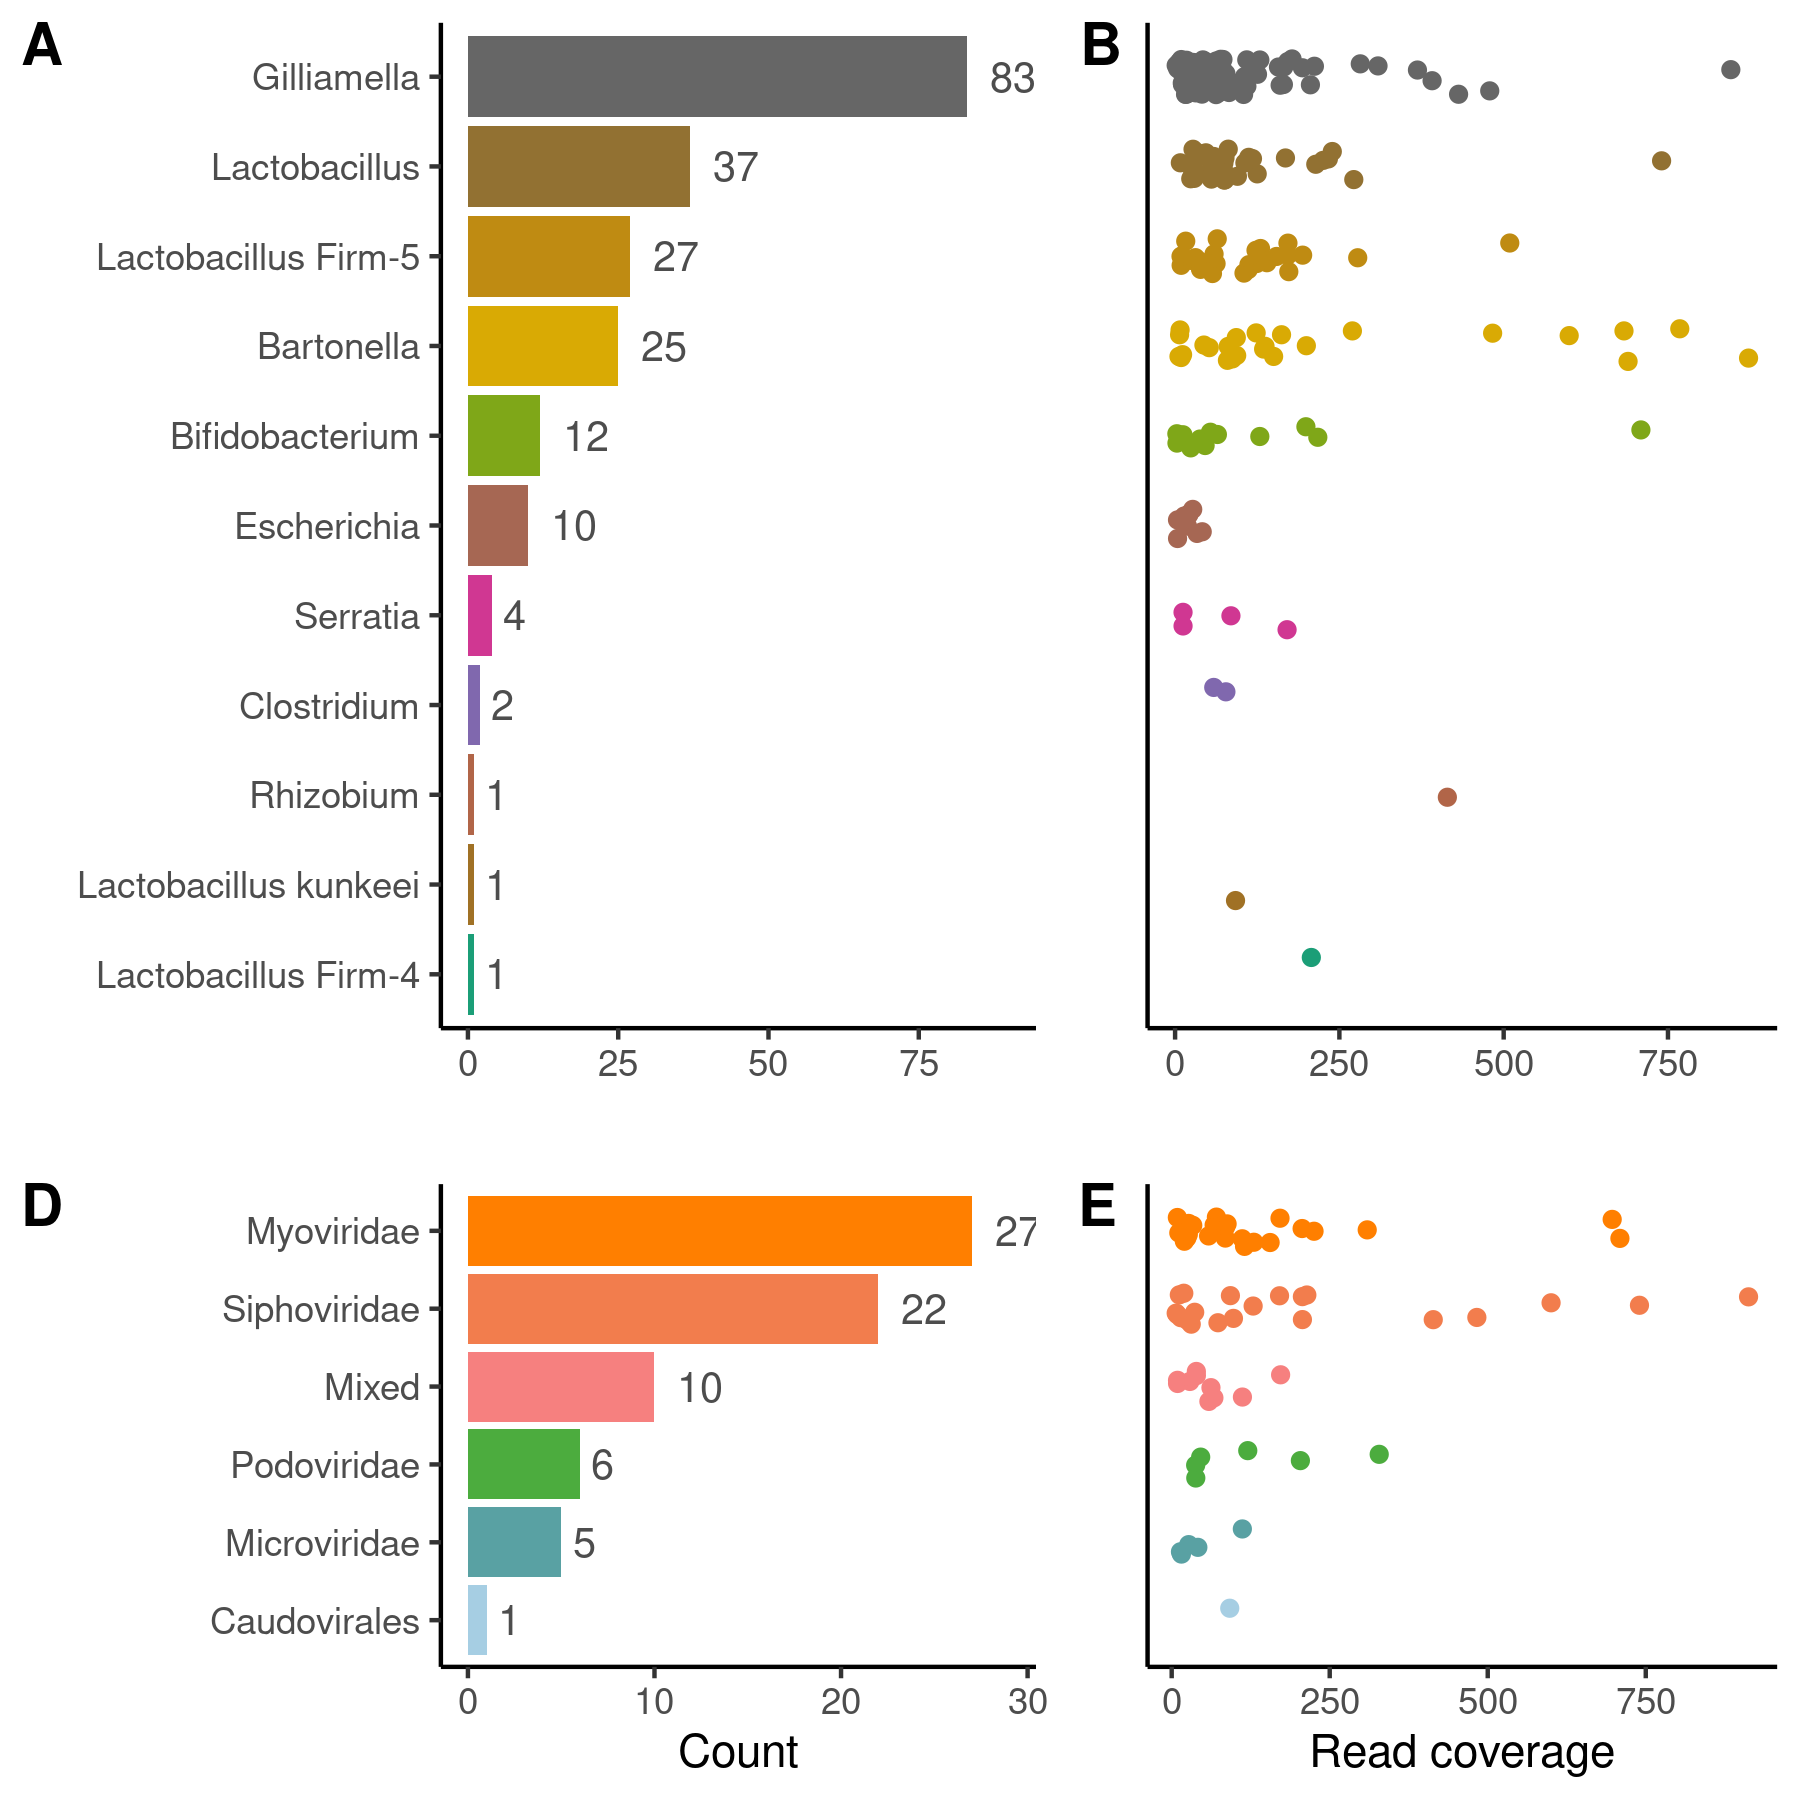 A
B
Gilliamella
83
Lactobacillus
37
Lactobacillus Firm-5
27
Bartonella
25
Bifidobacterium
12
Escherichia
10
Serratia
4
Clostridium
2
Rhizobium
1
Lactobacillus kunkeei
1
Lactobacillus Firm-4
1
0 25 50 75
0 250 500 750
D
E
Myoviridae
27
Siphoviridae
22
Mixed
10
Podoviridae
6
Microviridae
5
Caudovirales
1
0 10 20 30
0 250 500 750
Count
Read coverage